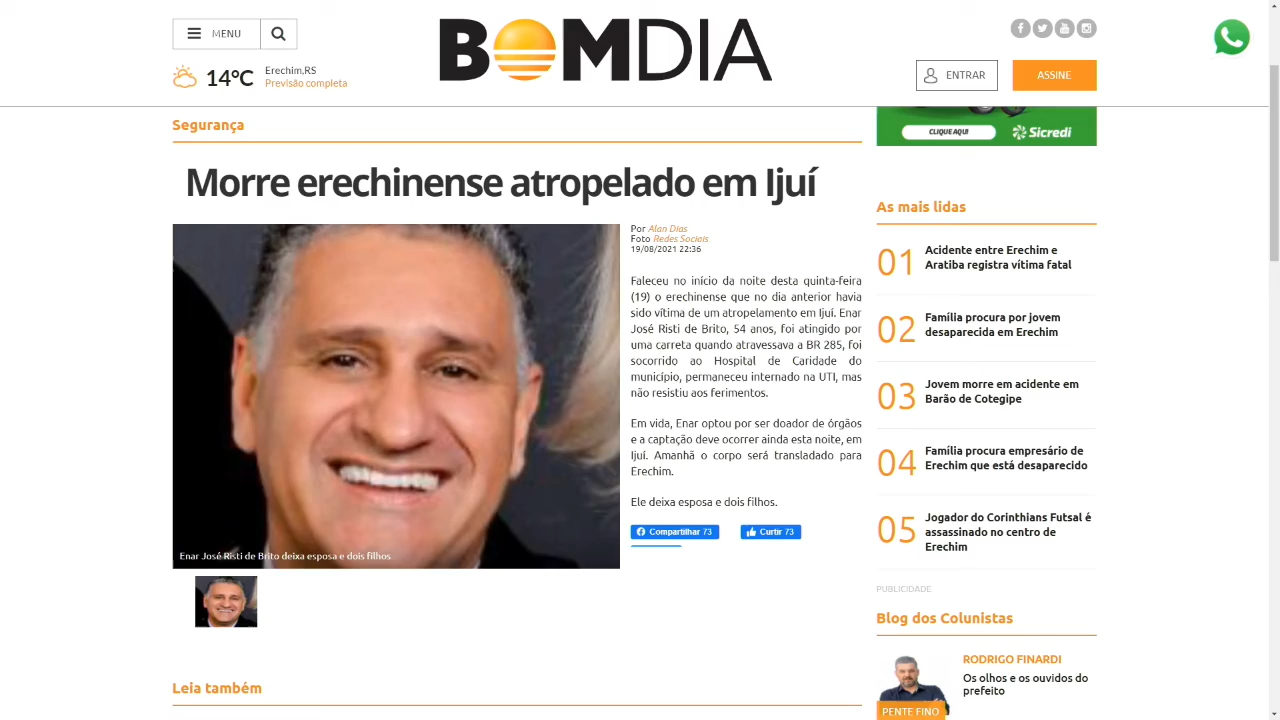 MENU
BOMDIA
14ºC
Erechim,RS
Previsão completa
ENTRAR
ASSINE
Segurança
CLIQUE AQUI
Sicredi
Morre erechinense atropelado em Ijuí
Por Alan Dias
Foto Redes Sociais
19/08/2021 22:36
Faleceu no início da noite desta quinta-feira
(19) o erechinense que no dia anterior havia
sido vítima de um atropelamento em Ijuí. Enar
José Risti de Brito, 54 anos, foi atingido por
uma carreta quando atravessava a BR 285, foi
socorrido ao Hospital de Caridade do
município, permaneceu internado na UTI, mas
não resistiu aos ferimentos.
Em vida, Enar optou por ser doador de órgãos
e a captação deve ocorrer ainda esta noite, em
Ijuí. Amanhã o corpo será transladado para
Erechim.
Ele deixa esposa e dois filhos.
Compartilhar 73
Curtir 73
Enar José Risti de Brito deixa esposa e dois filhos
Leia também
As mais lidas
01
Acidente entre Erechim e
Aratiba registra vítima fatal
02
Família procura por jovem
desaparecida em Erechim
03
Jovem morre em acidente em
Barão de Cotegipe
04
Família procura empresário de
Erechim que está desaparecido
05
Jogador do Corinthians Futsal é
assassinado no centro de
Erechim
PUBLICIDADE
Blog dos Colunistas
RODRIGO FINARDI
Os olhos e os ouvidos do
prefeito
PENTE FINO